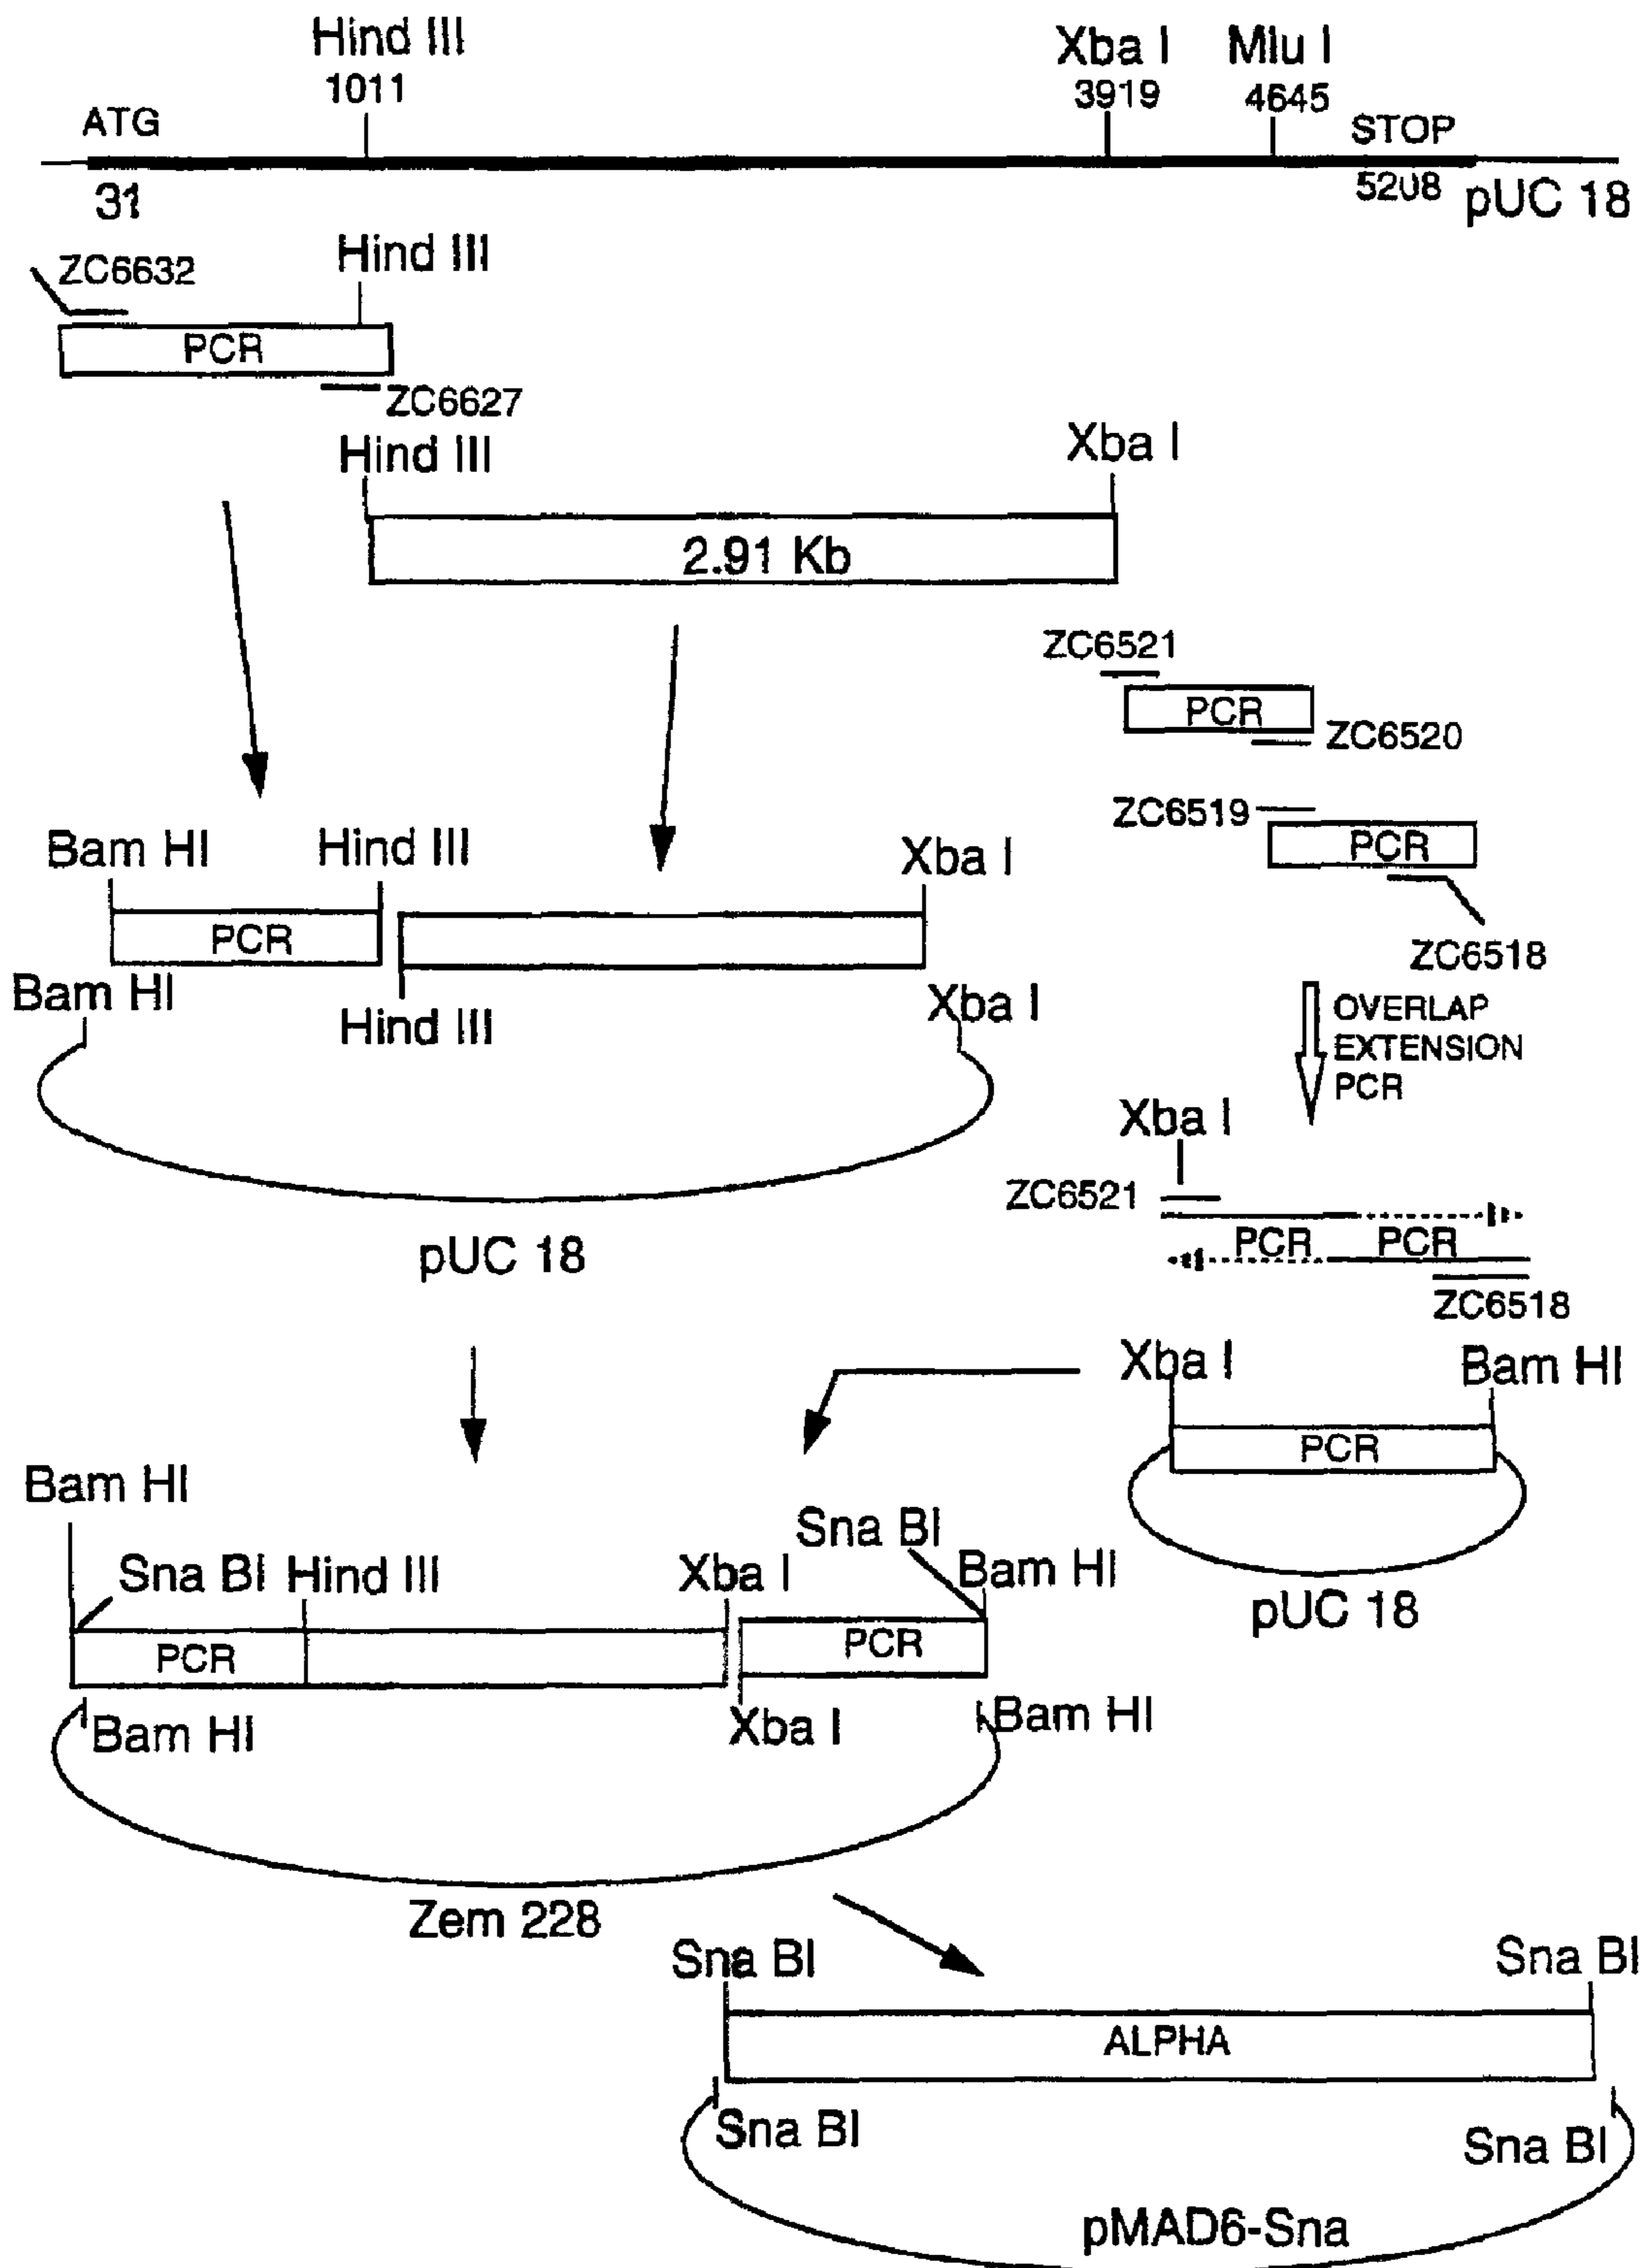 Hind III
1011
Xba I
3919
Mlu I
4645
ATG
STOP
31
5208
pUC 18
ZC6632
Hind III
PCR
ZC6627
Hind III
Xba I
2.91 Kb
ZC6521
PCR
ZC6520
ZC6519
PCR
ZC6518
Bam HI
Hind III
Xba I
PCR
Bam HI
Hind III
Xba I
pUC 18
OVERLAP
EXTENSION
PCR
Xba I
ZC6521
PCR PCR
ZC6518
Xba I
Bam HI
PCR
pUC 18
Bam HI
Sna BI
Hind III
Xba I
Sna BI
Bam HI
PCR
PCR
Bam HI
Xba I
Bam HI
Zem 228
Sna BI
Sna BI
ALPHA
Sna BI
Sna BI
pMAD6-Sna